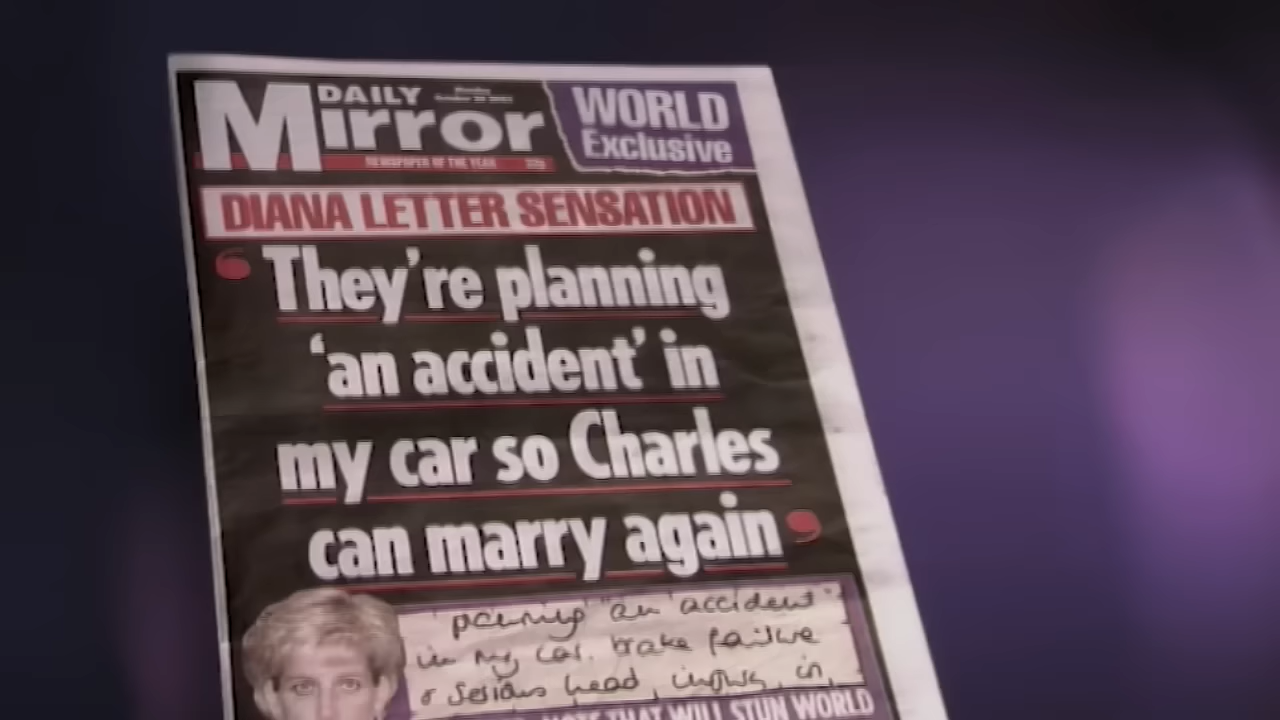 DAILY
Mirror
NEWSPAPER OF THE YEAR
WORLD
Exclusive
DIANA LETTER SENSATION
‘They're planning
‘an accident’ in
my car so Charles
can marry again’
"an 'accident"
in my car. brake failure
& serious head injury in
NOTE THAT WILL STUN WORLD